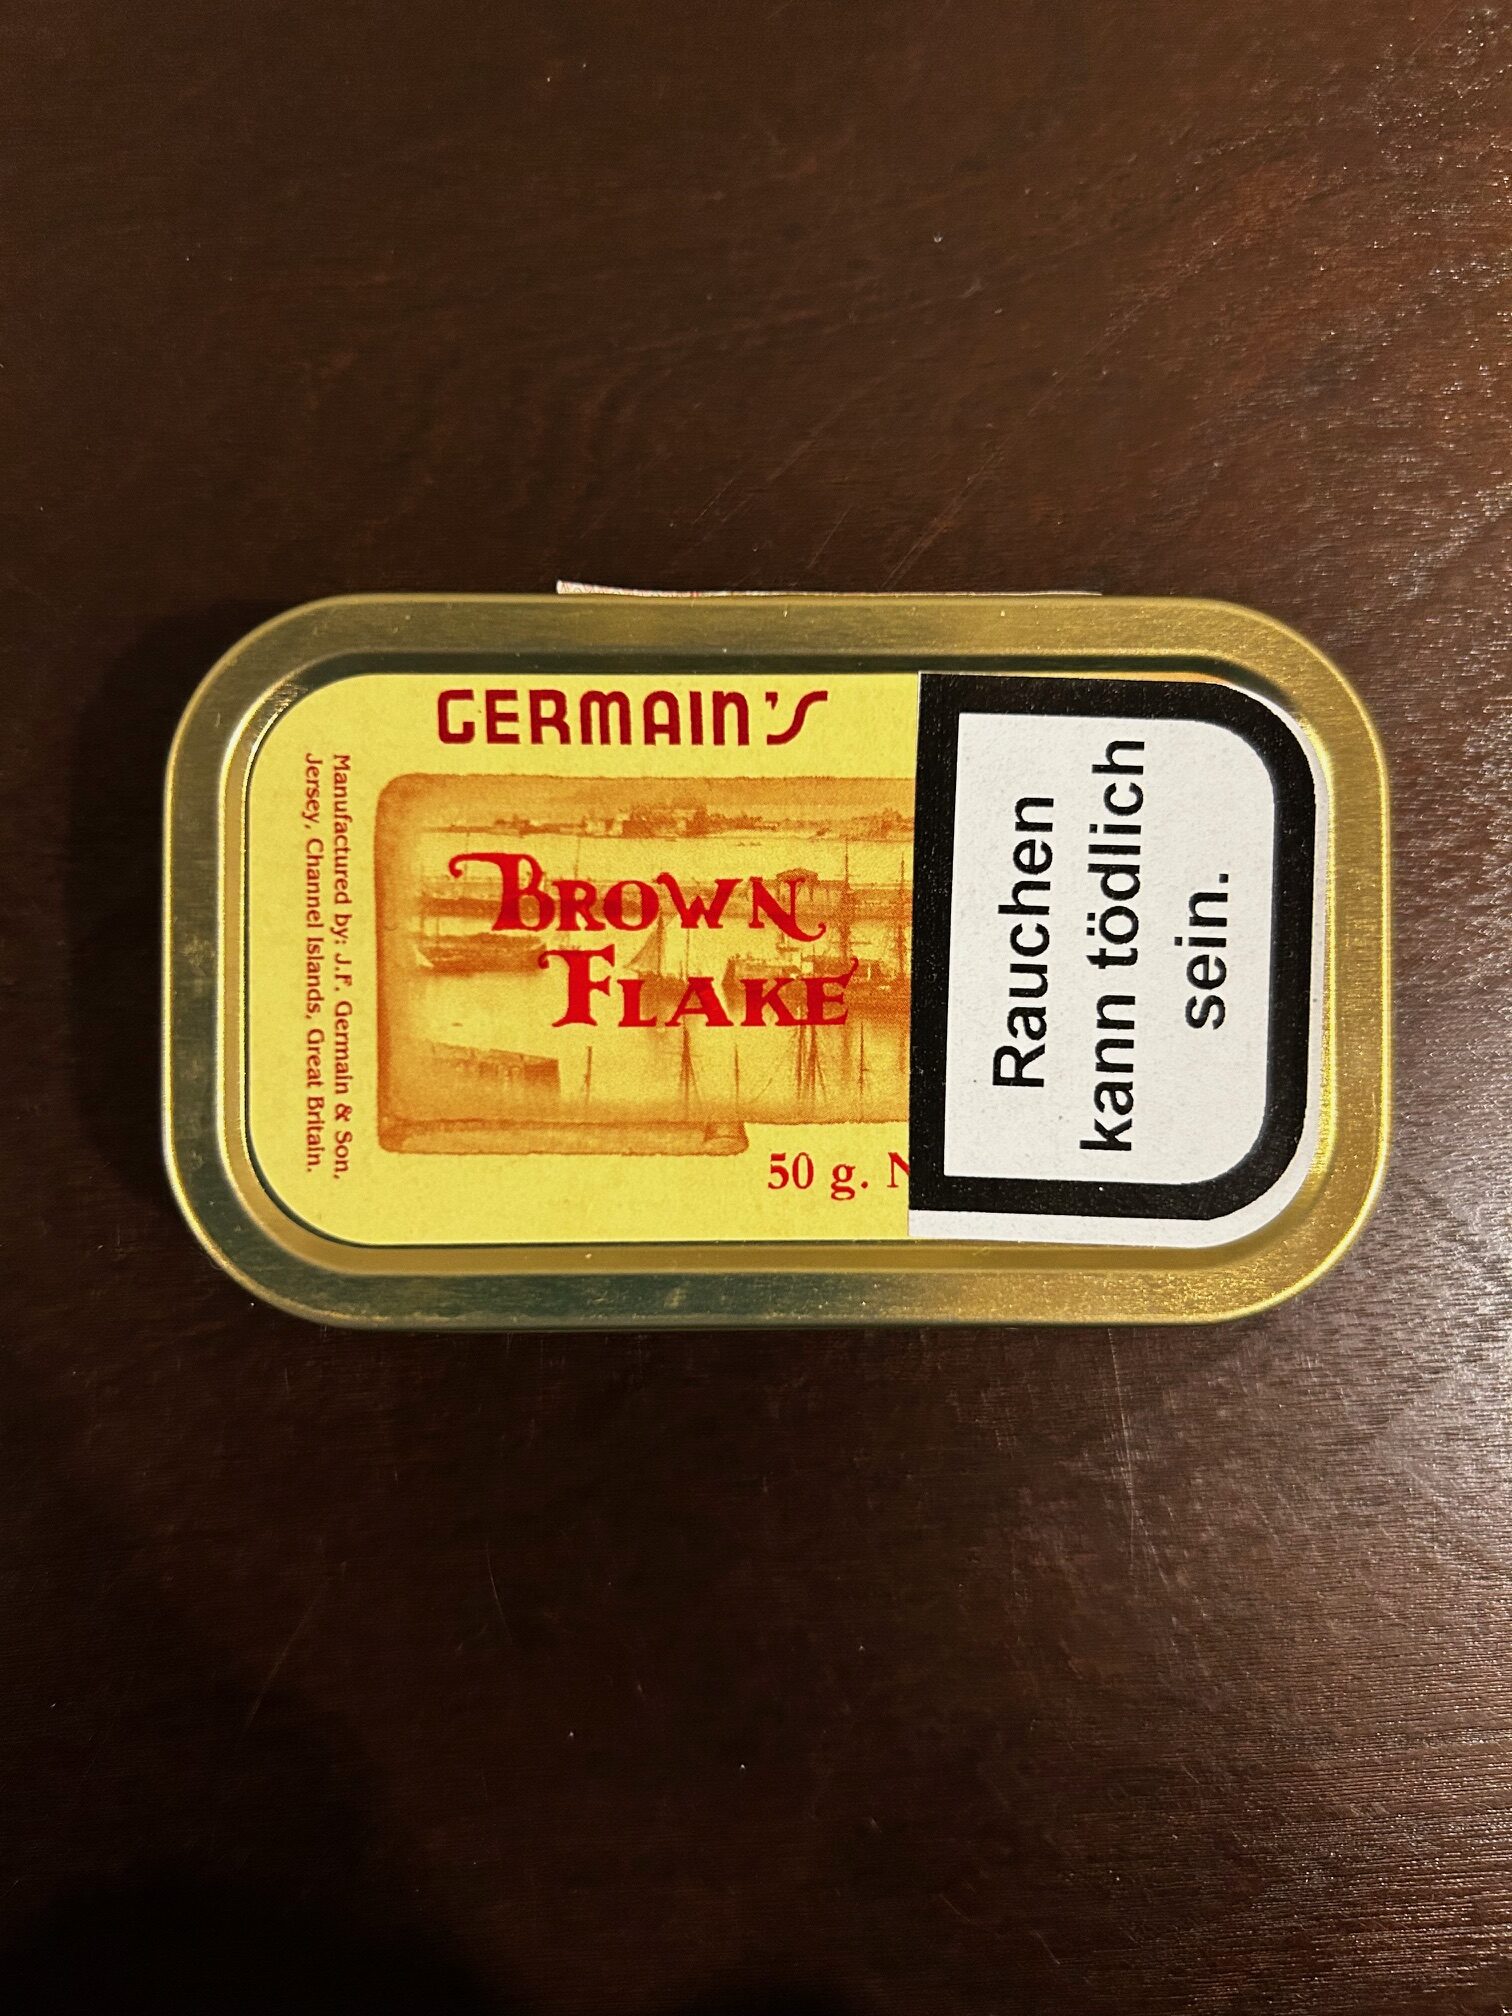 GERMAIN'S
BROWN
FLAKE
50 g.
Manufactured by: J.F. Germain & Son,
Jersey, Channel Islands, Great Britain.
Rauchen
kann tödlich
sein.